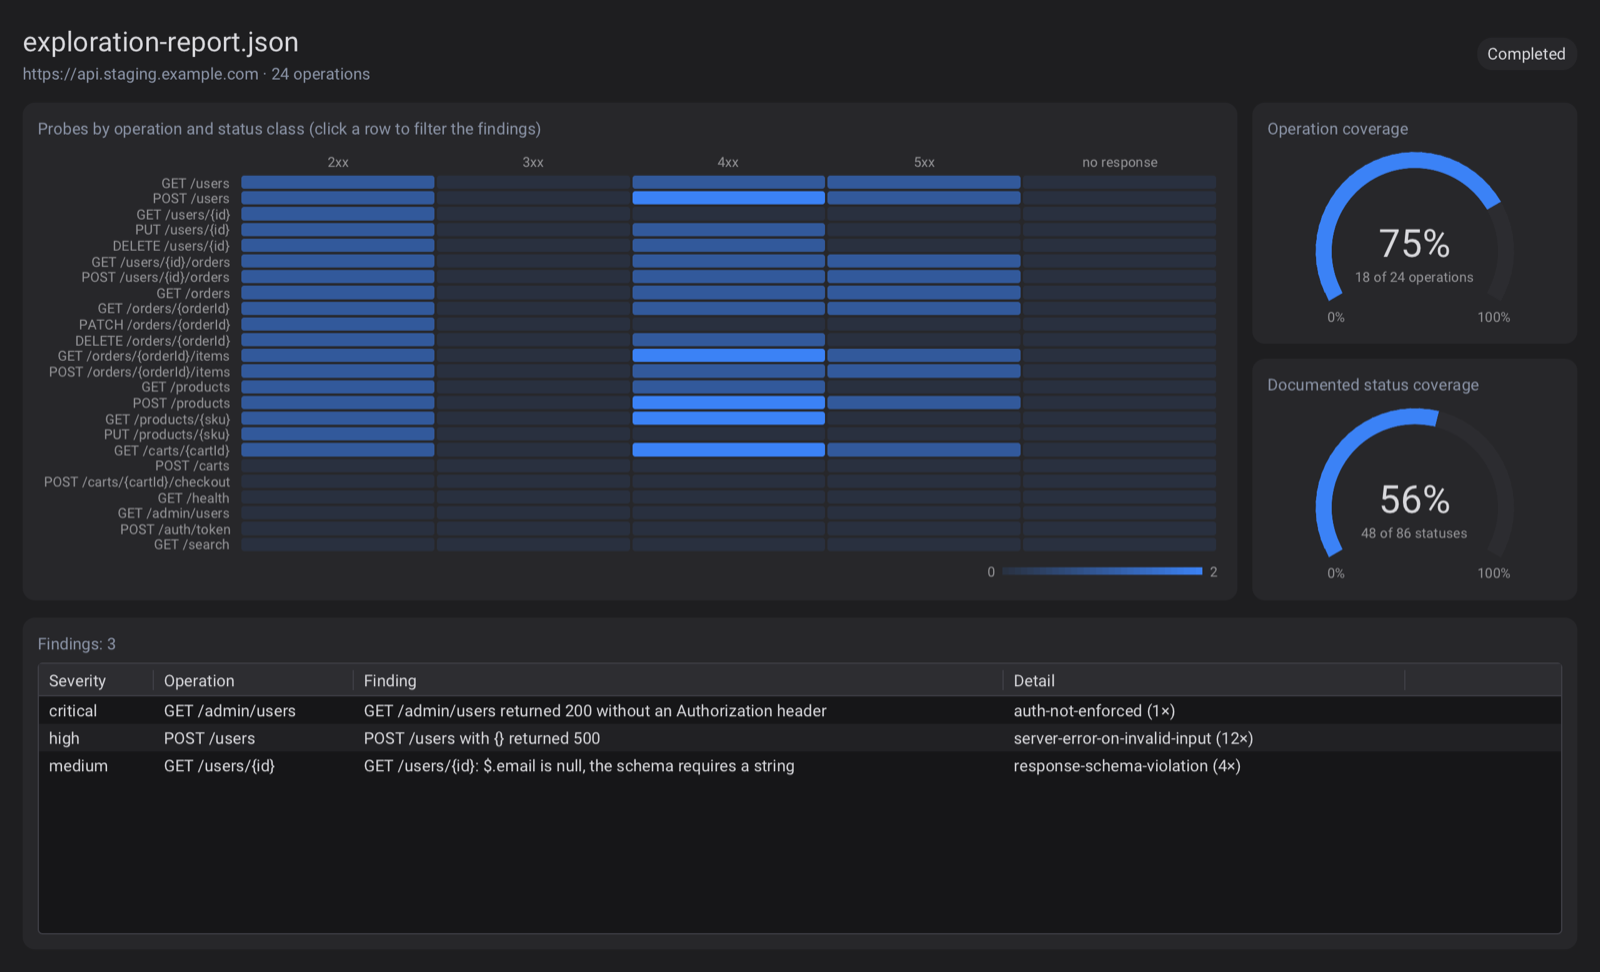 exploration-report.json
https://api.staging.example.com · 24 operations
Completed
Probes by operation and status class (click a row to filter the findings)
2xx 3xx 4xx 5xx no response
GET /users
POST /users
GET /users/{id}
PUT /users/{id}
DELETE /users/{id}
GET /users/{id}/orders
POST /users/{id}/orders
GET /orders
GET /orders/{orderId}
PATCH /orders/{orderId}
DELETE /orders/{orderId}
GET /orders/{orderId}/items
POST /orders/{orderId}/items
GET /products
POST /products
GET /products/{sku}
PUT /products/{sku}
GET /carts/{cartId}
POST /carts
POST /carts/{cartId}/checkout
GET /health
GET /admin/users
POST /auth/token
GET /search
0 2
Operation coverage
75%
18 of 24 operations
0% 100%
Documented status coverage
56%
48 of 86 statuses
0% 100%
Findings: 3
Severity Operation Finding Detail
critical GET /admin/users GET /admin/users returned 200 without an Authorization header auth-not-enforced (1×)
high POST /users POST /users with {} returned 500 server-error-on-invalid-input (12×)
medium GET /users/{id} GET /users/{id}: $.email is null, the schema requires a string response-schema-violation (4×)